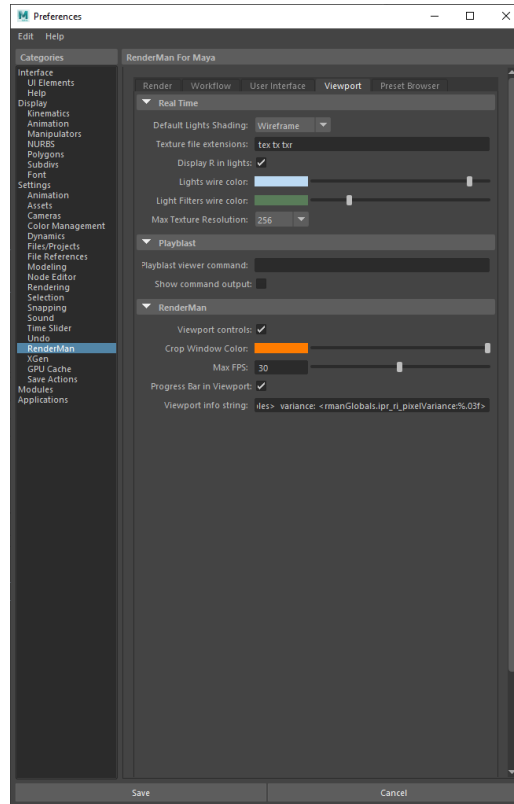 Preferences
Edit Help
Categories
Interface
UI Elements
Help
Display
Kinematics
Animation
Manipulators
NURBS
Polygons
Subdivs
Font
Settings
Animation
Assets
Cameras
Color Management
Dynamics
Files/Projects
File References
Modeling
Node Editor
Rendering
Selection
Snapping
Sound
Time Slider
Undo
RenderMan
XGen
GPU Cache
Save Actions
Modules
Applications
RenderMan For Maya
Render Workflow User Interface Viewport Preset Browser
Real Time
Default Lights Shading: Wireframe
Texture file extensions: tex tx txr
Display R in lights:
Lights wire color:
Light Filters wire color:
Max Texture Resolution: 256
Playblast
Playblast viewer command:
Show command output:
RenderMan
Viewport controls:
Crop Window Color:
Max FPS: 30
Progress Bar in Viewport:
Viewport info string: les> variance: <rmanGlobals.ipr_ri_pixelVariance:%.03f>
Save Cancel